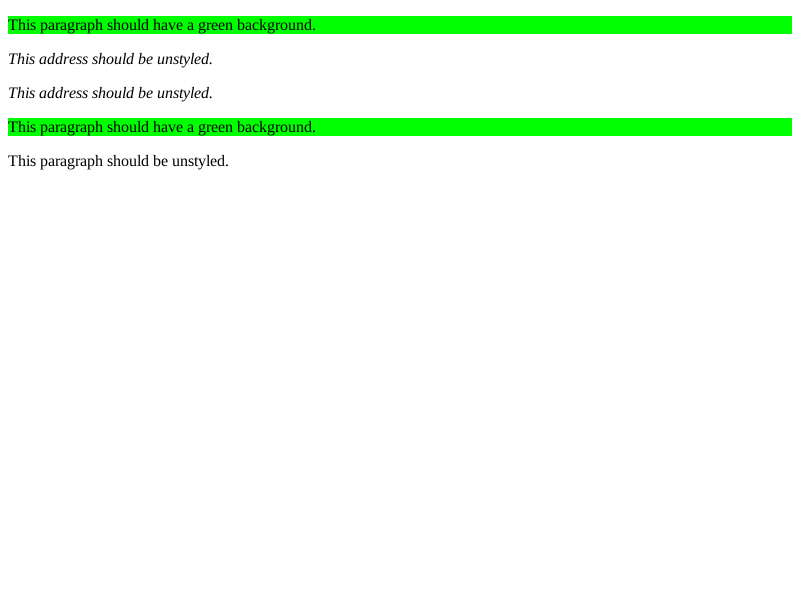 This paragraph should have a green background.
This address should be unstyled.
This address should be unstyled.
This paragraph should have a green background.
This paragraph should be unstyled.